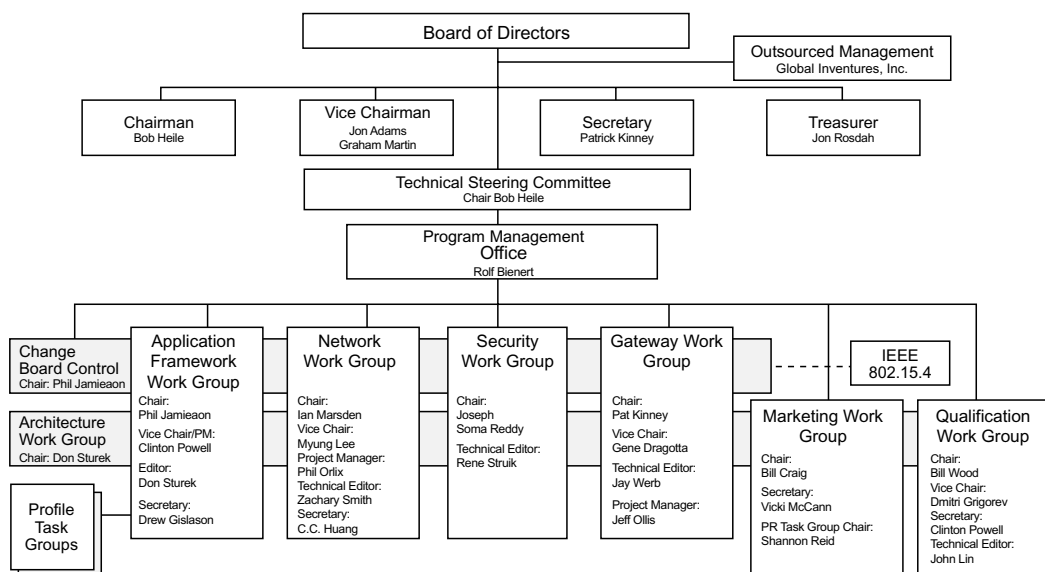 Board of Directors
Outsourced Management
Global Inventures, Inc.
Chairman
Bob Heile
Vice Chairman
Jon Adams
Graham Martin
Secretary
Patrick Kinney
Treasurer
Jon Rosdah
Technical Steering Committee
Chair Bob Heile
Program Management
Office
Rolf Bienert
Change
Board Control
Chair: Phil Jamieaon
Architecture
Work Group
Chair: Don Sturek
Profile
Task
Groups
Application
Framework
Work Group
Chair:
Phil Jamieaon
Vice Chair/PM:
Clinton Powell
Editor:
Don Sturek
Secretary:
Drew Gislason
Network
Work Group
Chair:
Ian Marsden
Vice Chair:
Myung Lee
Project Manager:
Phil Orlix
Technical Editor:
Zachary Smith
Secretary:
C.C. Huang
Security
Work Group
Chair:
Joseph
Soma Reddy
Technical Editor:
Rene Struik
Gateway Work
Group
Chair:
Pat Kinney
Vice Chair:
Gene Dragotta
Technical Editor:
Jay Werb
Project Manager:
Jeff Ollis
IEEE
802.15.4
Marketing Work
Group
Chair:
Bill Craig
Secretary:
Vicki McCann
PR Task Group Chair:
Shannon Reid
Qualification
Work Group
Chair:
Bill Wood
Vice Chair:
Dmitri Grigorev
Secretary:
Clinton Powell
Technical Editor:
John Lin